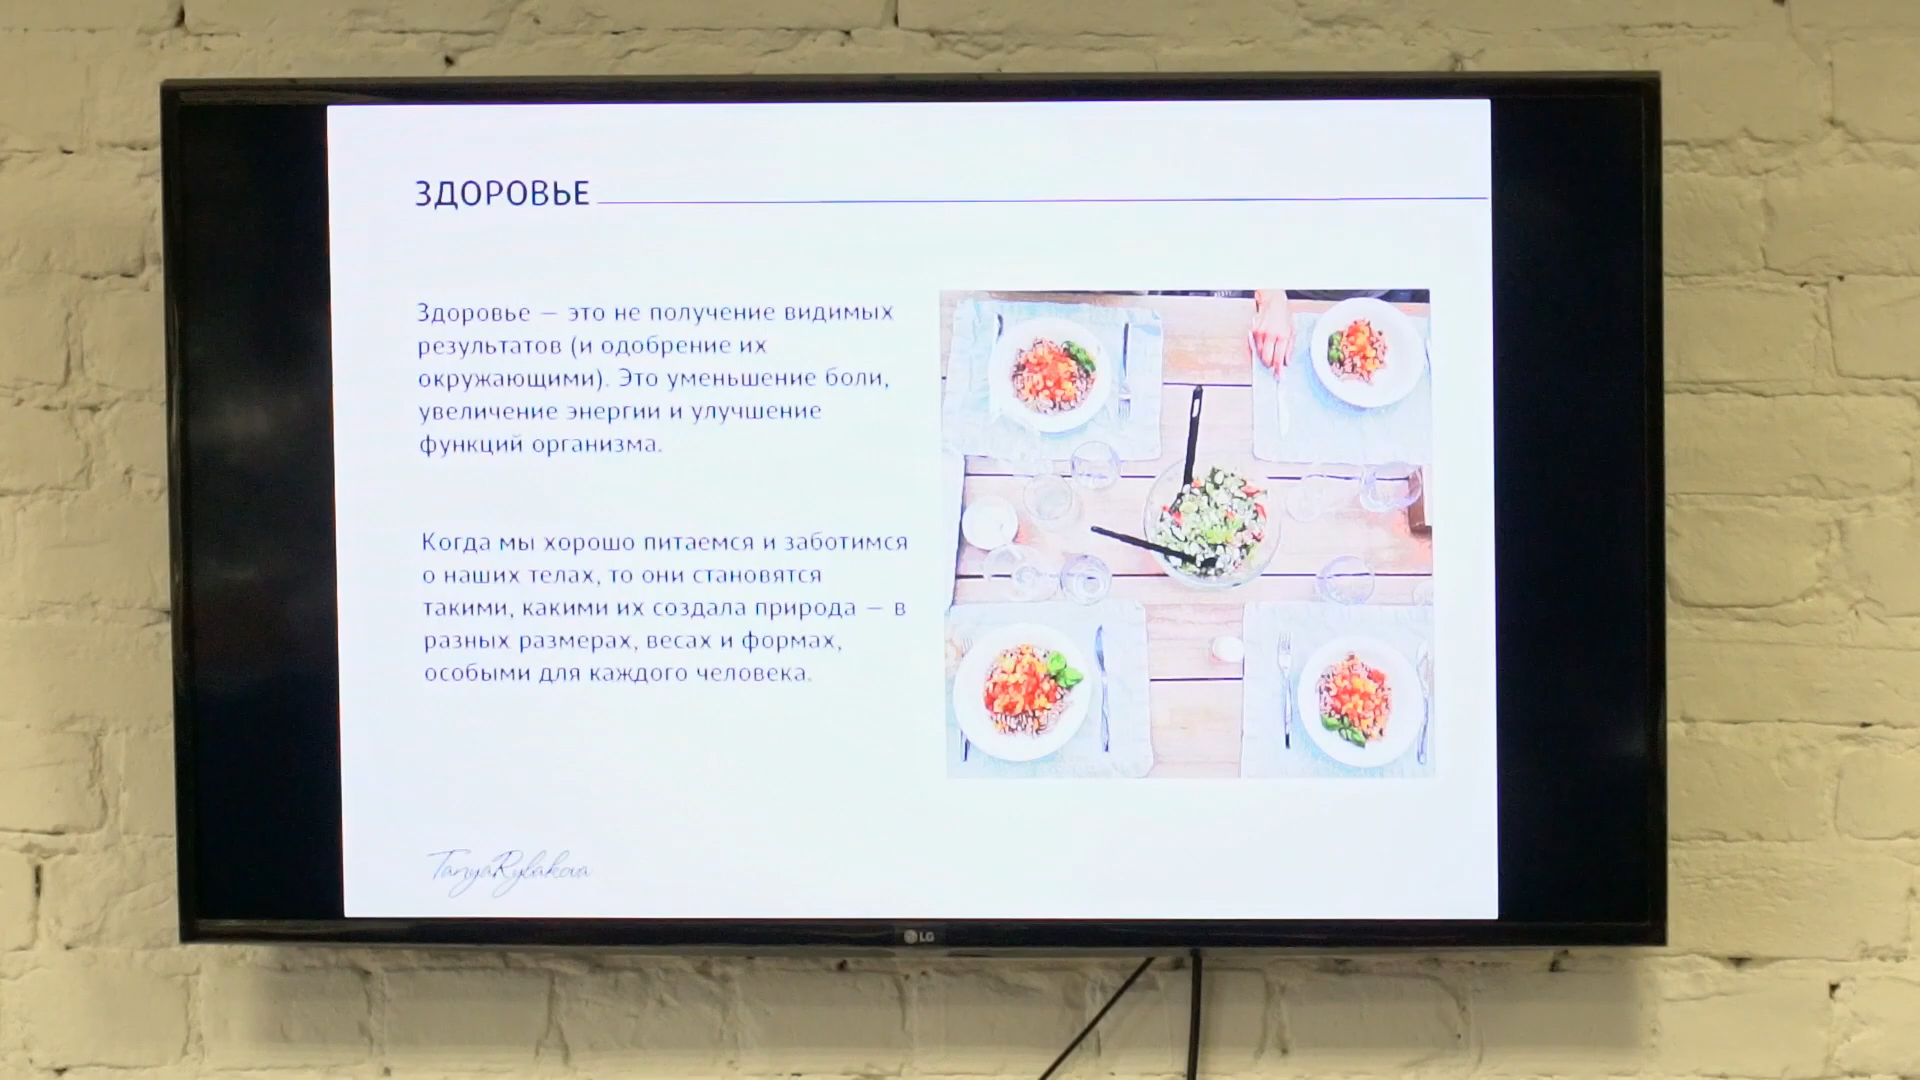 ЗДОРОВЬЕ
Здоровье — это не получение видимых
результатов (и одобрение их
окружающими). Это уменьшение боли,
увеличение энергии и улучшение
функций организма.
Когда мы хорошо питаемся и заботимся
о наших телах, то они становятся
такими, какими их создала природа — в
разных размерах, весах и формах,
особыми для каждого человека.
TanyaRybakova
LG